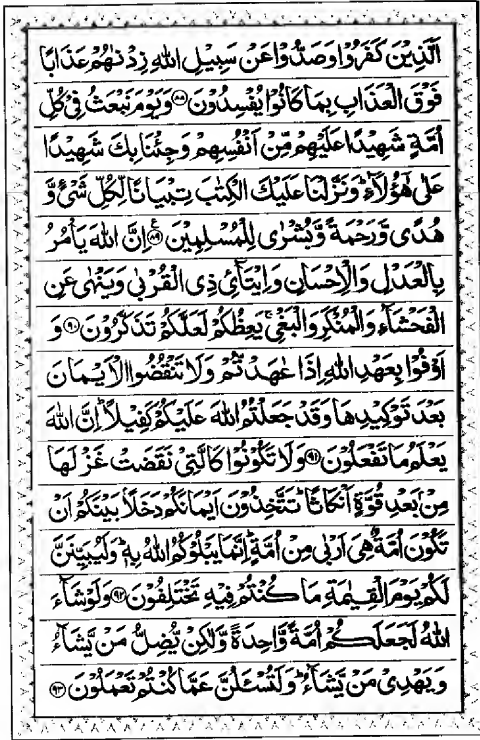 اَلَّذِيْنَ كَفَرُوْا وَصَدُّوْا عَنْ سَبِيْلِ اللّٰهِ زِدْنٰهُمْ عَذَابًا
فَوْقَ الْعَذَابِ بِمَا كَانُوْا يُفْسِدُوْنَ ﴿۸۸﴾ وَيَوْمَ نَبْعَثُ فِيْ كُلِّ
اُمَّةٍ شَهِيْدًا عَلَيْهِمْ مِّنْ اَنْفُسِهِمْ وَجِئْنَا بِكَ شَهِيْدًا
عَلٰى هٰٓؤُلَآءِ ؕ وَنَزَّلْنَا عَلَيْكَ الْكِتٰبَ تِبْيَانًا لِّكُلِّ شَيْءٍ وَّ
هُدًى وَّرَحْمَةً وَّبُشْرٰى لِلْمُسْلِمِيْنَ ﴿۸۹﴾ اِنَّ اللّٰهَ يَاْمُرُ
بِالْعَدْلِ وَالْاِحْسَانِ وَاِيْتَآئِ ذِي الْقُرْبٰى وَيَنْهٰى عَنِ
الْفَحْشَآءِ وَالْمُنْكَرِ وَالْبَغْيِ ۚ يَعِظُكُمْ لَعَلَّكُمْ تَذَكَّرُوْنَ ﴿۹۰﴾ وَ
اَوْفُوْا بِعَهْدِ اللّٰهِ اِذَا عٰهَدْتُّمْ وَلَا تَنْقُضُوا الْاَيْمَانَ
بَعْدَ تَوْكِيْدِهَا وَقَدْ جَعَلْتُمُ اللّٰهَ عَلَيْكُمْ كَفِيْلًا ؕ اِنَّ اللّٰهَ
يَعْلَمُ مَا تَفْعَلُوْنَ ﴿۹۱﴾ وَلَا تَكُوْنُوْا كَالَّتِيْ نَقَضَتْ غَزْلَهَا
مِنْۢ بَعْدِ قُوَّةٍ اَنْكَاثًا ؕ تَتَّخِذُوْنَ اَيْمَانَكُمْ دَخَلًۢا بَيْنَكُمْ اَنْ
تَكُوْنَ اُمَّةٌ هِيَ اَرْبٰى مِنْ اُمَّةٍ ؕ اِنَّمَا يَبْلُوْكُمُ اللّٰهُ بِهٖ ؕ وَلَيُبَيِّنَنَّ
لَكُمْ يَوْمَ الْقِيٰمَةِ مَا كُنْتُمْ فِيْهِ تَخْتَلِفُوْنَ ﴿۹۲﴾ وَلَوْ شَآءَ
اللّٰهُ لَجَعَلَكُمْ اُمَّةً وَّاحِدَةً وَّلٰكِنْ يُّضِلُّ مَنْ يَّشَآءُ
وَيَهْدِيْ مَنْ يَّشَآءُ ؕ وَلَتُسْـَٔلُنَّ عَمَّا كُنْتُمْ تَعْمَلُوْنَ ﴿۹۳﴾